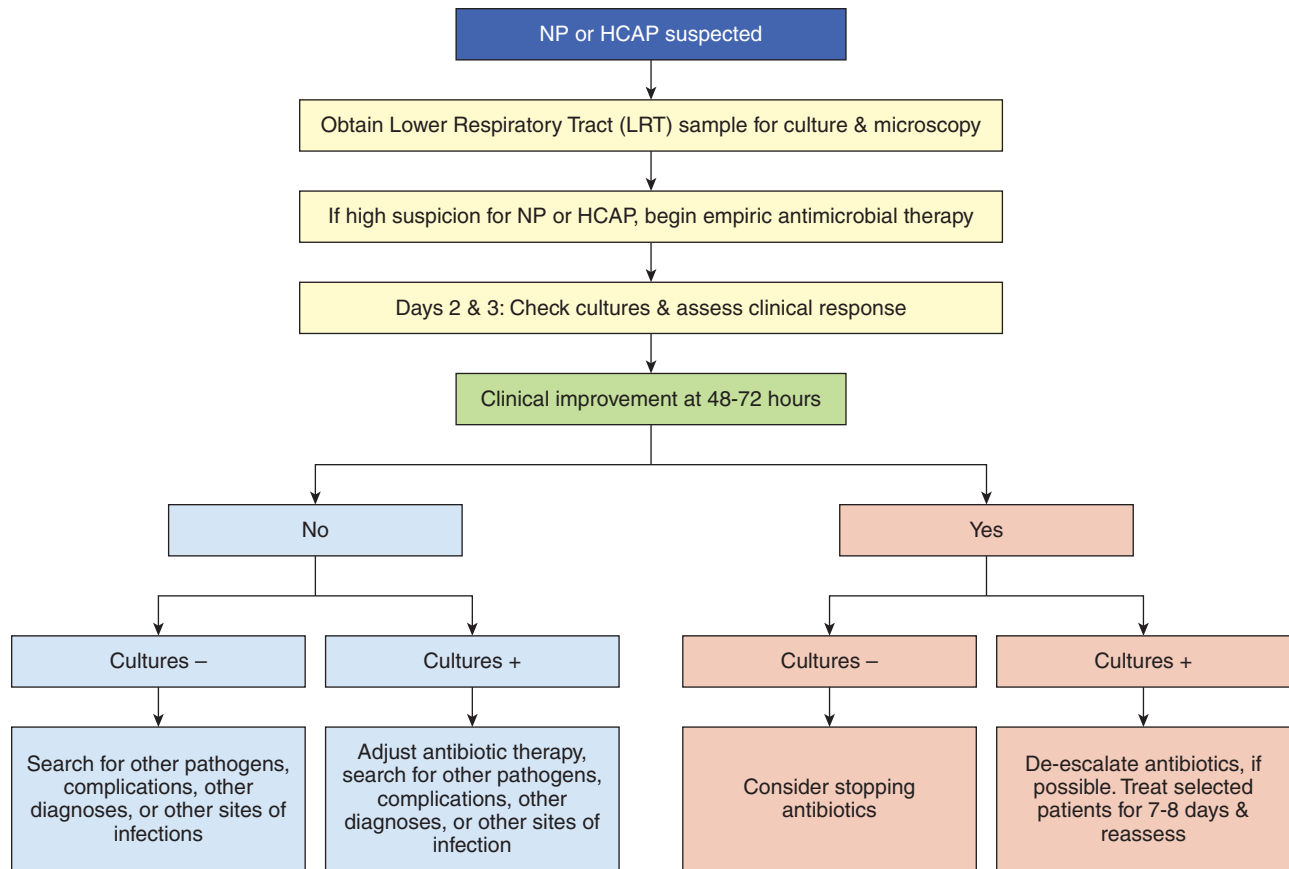 NP or HCAP suspected
Obtain Lower Respiratory Tract (LRT) sample for culture & microscopy
If high suspicion for NP or HCAP, begin empiric antimicrobial therapy
Days 2 & 3: Check cultures & assess clinical response
Clinical improvement at 48-72 hours
No
Yes
Cultures –
Cultures +
Cultures –
Cultures +
Search for other pathogens,
complications, other
diagnoses, or other sites of
infections
Adjust antibiotic therapy,
search for other pathogens,
complications, other
diagnoses, or other sites of
infection
Consider stopping
antibiotics
De-escalate antibiotics, if
possible. Treat selected
patients for 7-8 days &
reassess